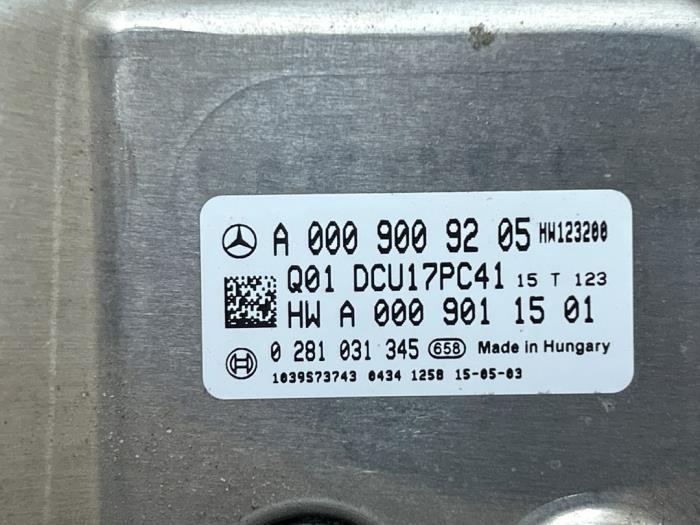 A 000 900 92 05 HW123200
Q01 DCU17PC41 15 T 123
HW A 000 901 15 01
0 281 031 345 658 Made in Hungary
1039S73743 0434 1258 15-05-03